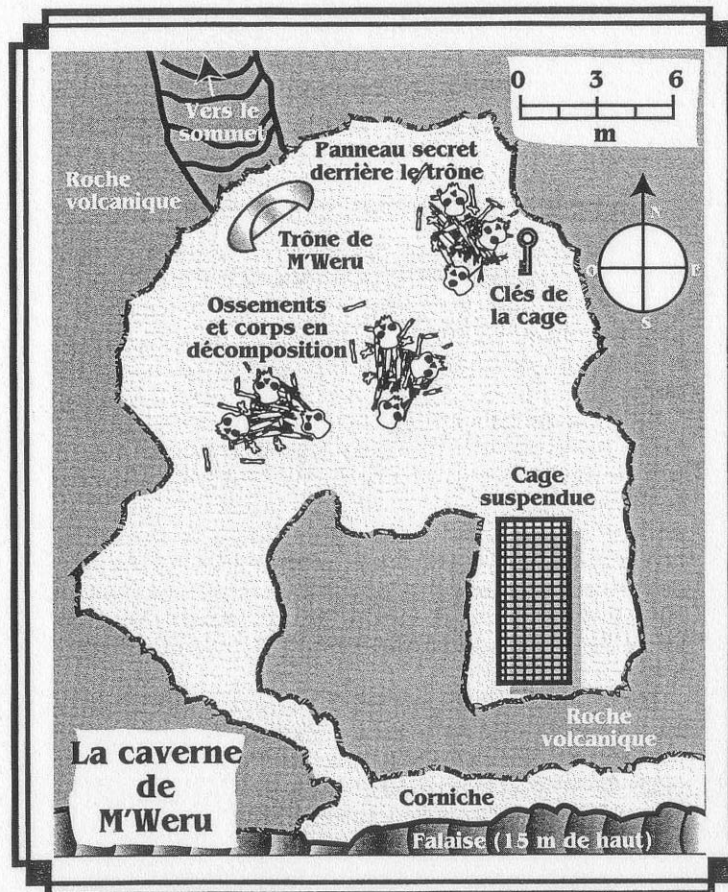 0 3 6
m
Vers le
sommet
Panneau secret
derrière le trône
Roche
volcanique
Trône de
M'Weru
N
O E
S
Clés de
la cage
Ossements
et corps en
décomposition
Cage
suspendue
Roche
volcanique
La caverne
de
M'Weru
Corniche
Falaise (15 m de haut)